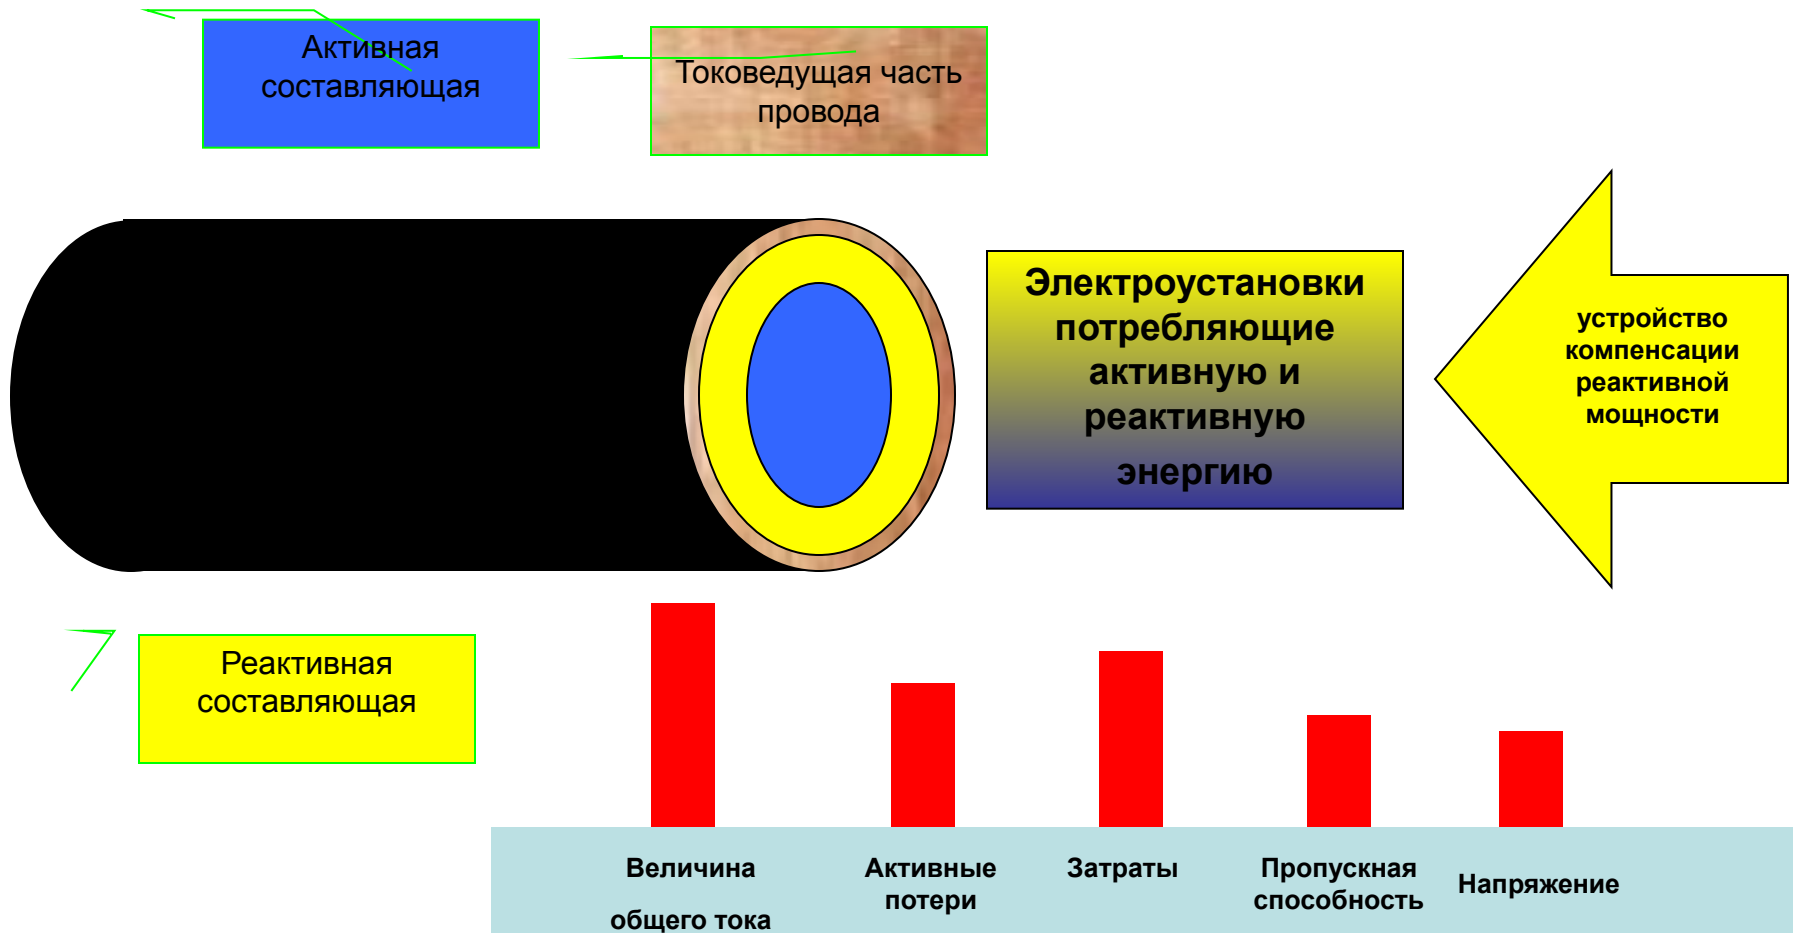 Активная
составляющая
Токоведущая часть
провода
Электроустановки
потребляющие
активную и
реактивную
энергию
устройство
компенсации
реактивной
мощности
Реактивная
составляющая
Величина
общего тока
Активные
потери
Затраты
Пропускная
способность
Напряжение